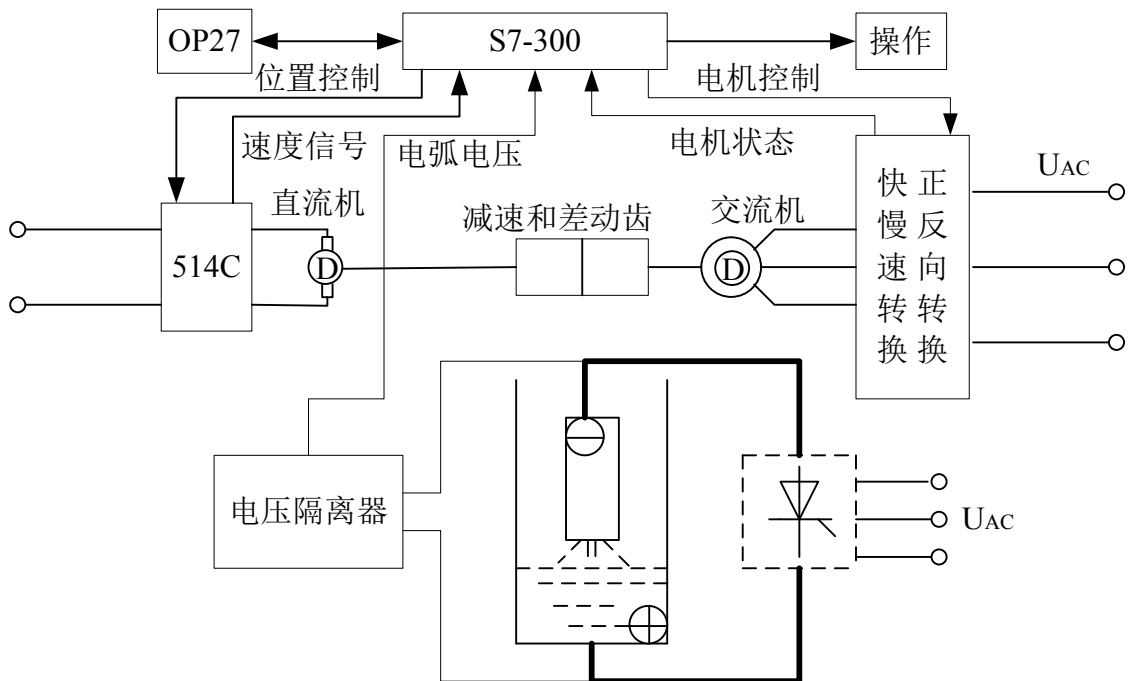 OP27
S7-300
操作
位置控制
电机控制
速度信号
电弧电压
电机状态
直流机
减速和差动齿
交流机
UAC
514C
D
D
快慢速转换
正反向转换
电压隔离器
UAC